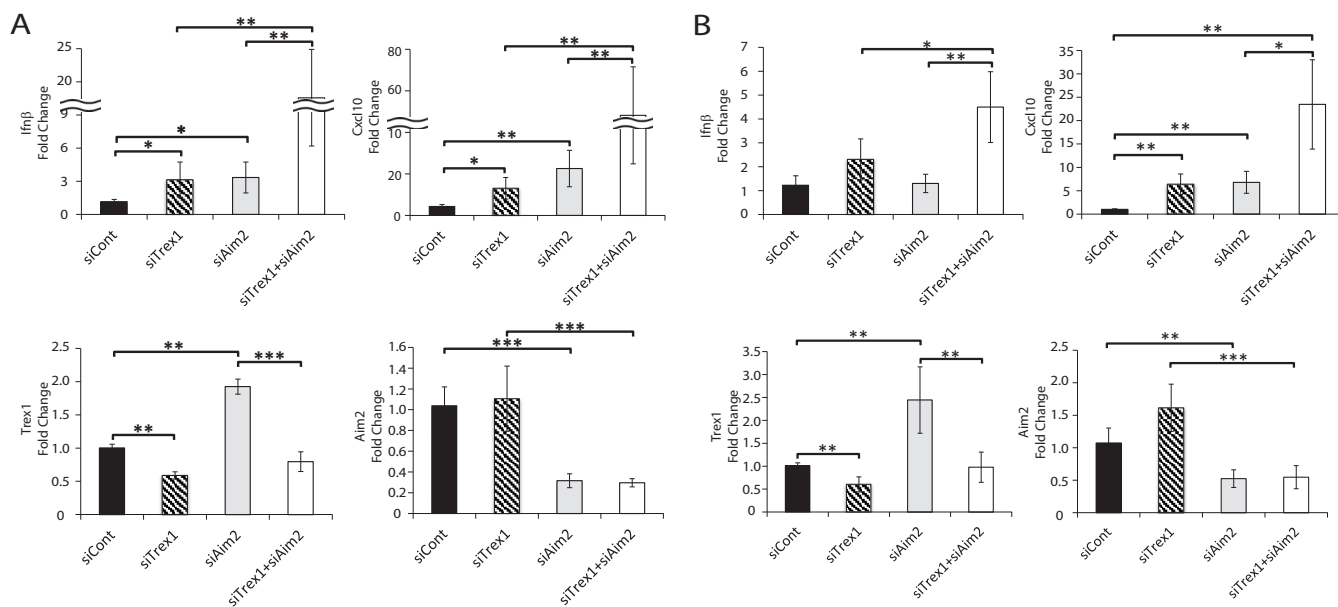 A
Ifnβ
Fold Change
25
20
15
9
6
3
0
**
**
*
*
siCont
siTrex1
siAim2
siTrex1+siAim2
Cxcl10
Fold Change
80
60
40
20
0
**
**
**
*
siCont
siTrex1
siAim2
siTrex1+siAim2
B
Ifnβ
Fold Change
7
6
5
4
3
2
1
0
*
**
siCont
siTrex1
siAim2
siTrex1+siAim2
Cxcl10
Fold Change
35
30
25
20
15
10
5
0
**
*
**
**
siCont
siTrex1
siAim2
siTrex1+siAim2
Trex1
Fold Change
2.5
2.0
1.5
1.0
0.5
0
**
***
**
siCont
siTrex1
siAim2
siTrex1+siAim2
Aim2
Fold Change
1.6
1.4
1.2
1.0
0.8
0.6
0.4
0.2
0
***
***
siCont
siTrex1
siAim2
siTrex1+siAim2
Trex1
Fold Change
3.5
3.0
2.5
2.0
1.5
1.0
0.5
0
**
**
**
siCont
siTrex1
siAim2
siTrex1+siAim2
Aim2
Fold Change
2.5
2.0
1.5
1.0
0.5
0
**
***
siCont
siTrex1
siAim2
siTrex1+siAim2